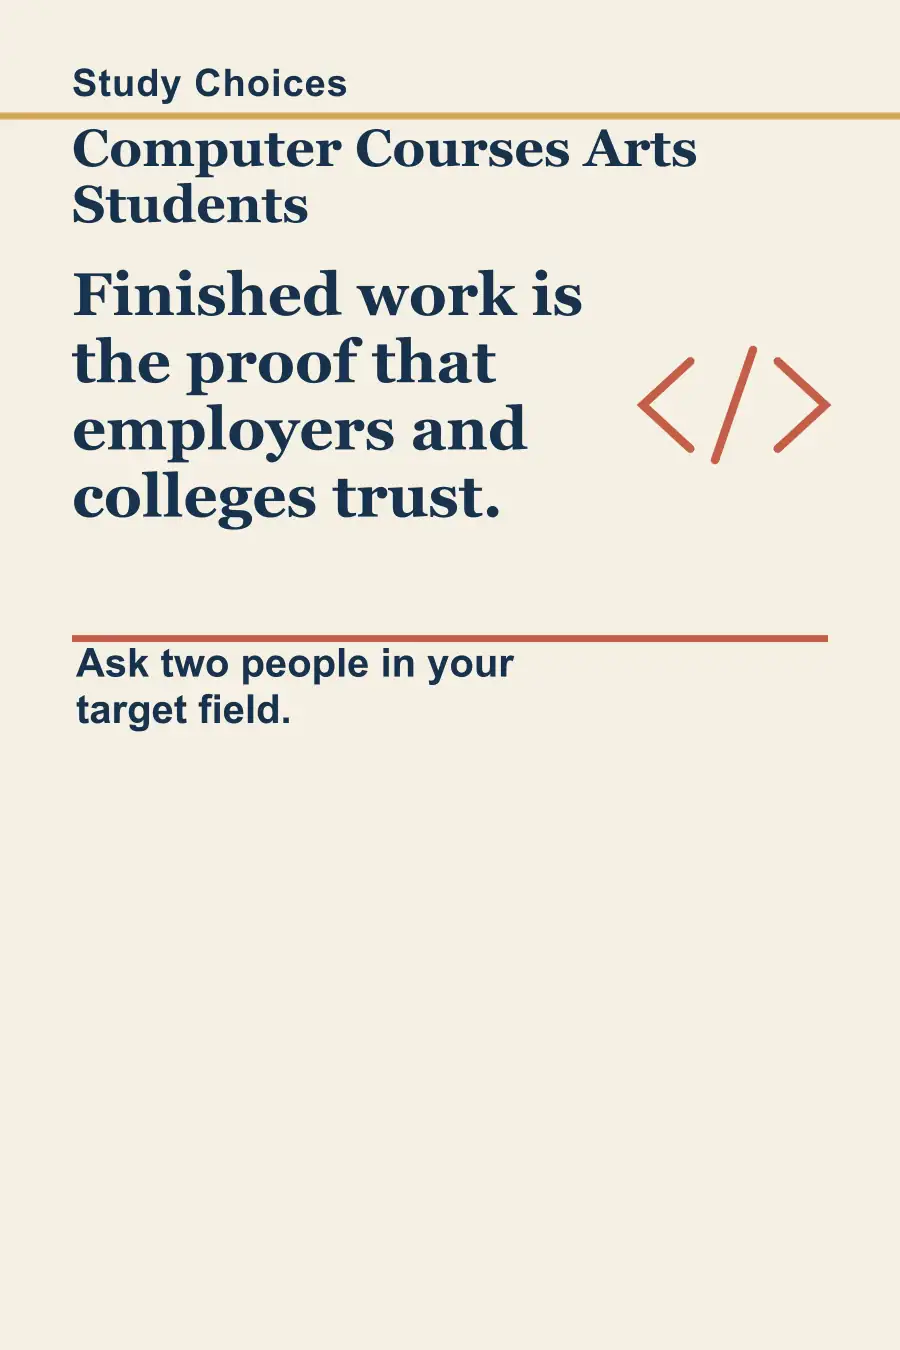 Study Choices
Computer Courses Arts
Students
Finished work is
the proof that
employers and
colleges trust.
</>
Ask two people in your
target field.